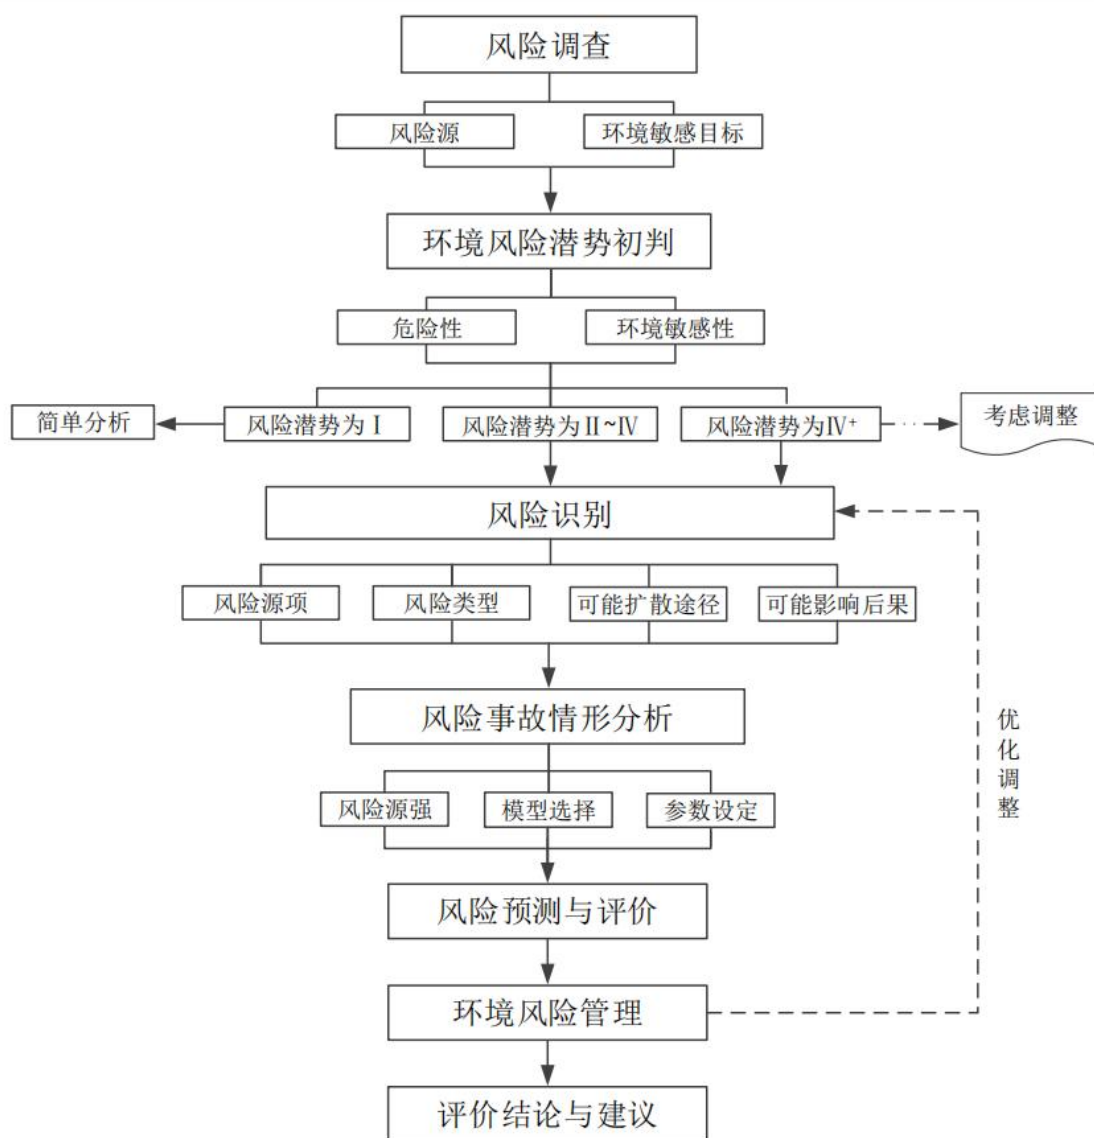 风险调查
风险源
环境敏感目标
环境风险潜势初判
危险性
环境敏感性
简单分析
风险潜势为Ⅰ
风险潜势为Ⅱ~Ⅳ
风险潜势为Ⅳ⁺
考虑调整
风险识别
风险源项
风险类型
可能扩散途径
可能影响后果
风险事故情形分析
风险源强
模型选择
参数设定
优
化
调
整
风险预测与评价
环境风险管理
评价结论与建议